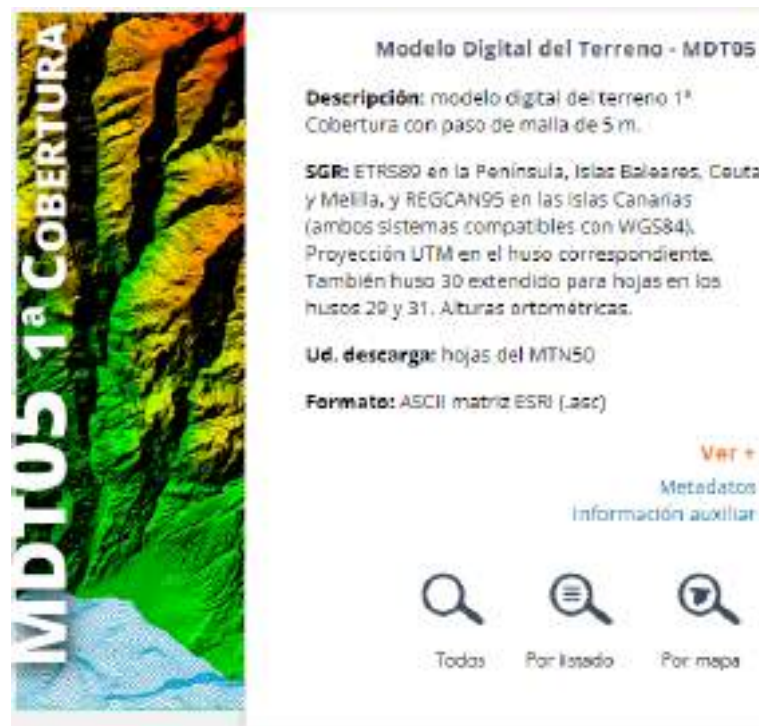 MDT05 1ª COBERTURA
Modelo Digital del Terreno - MDT05
Descripción: modelo digital del terreno 1ª
Cobertura con paso de malla de 5 m.
SGR: ETRS89 en la Península, Islas Baleares, Ceuta
y Melilla, y REGCAN95 en las Islas Canarias
(ambos sistemas compatibles con WGS84).
Proyección UTM en el huso correspondiente.
También huso 30 extendido para hojas en los
husos 29 y 31. Alturas ortométricas.
Ud. descarga: hojas del MTN50
Formato: ASCII matriz ESRI (.asc)
Ver +
Metadatos
Información auxiliar
Todos Por listado Por mapa